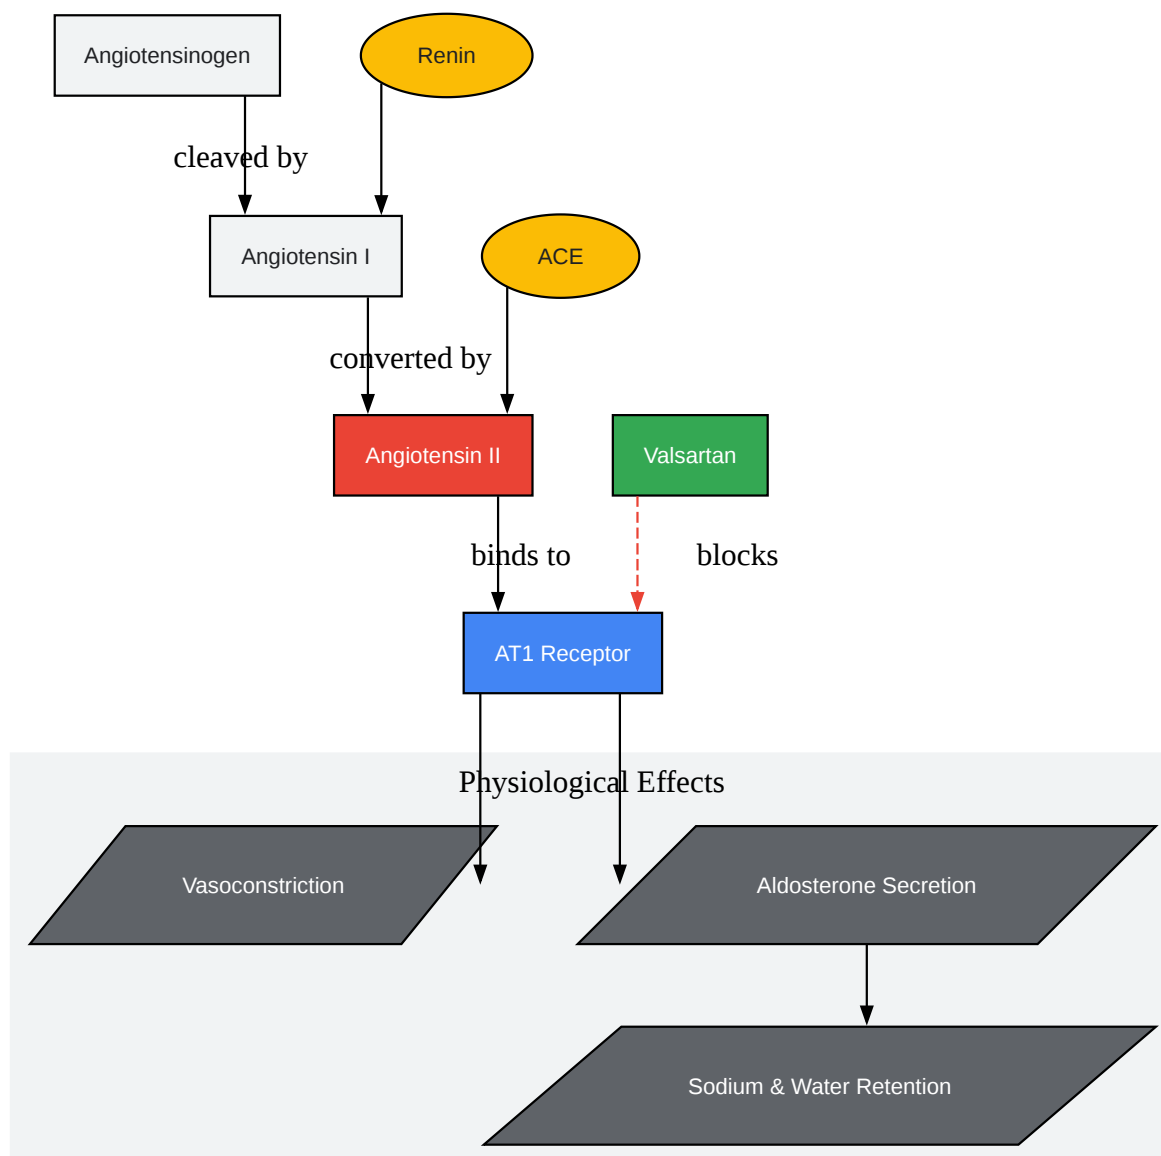 Angiotensinogen
Renin
cleaved by
Angiotensin I
ACE
converted by
Angiotensin II
Valsartan
binds to
blocks
AT1 Receptor
Physiological Effects
Vasoconstriction
Aldosterone Secretion
Sodium & Water Retention